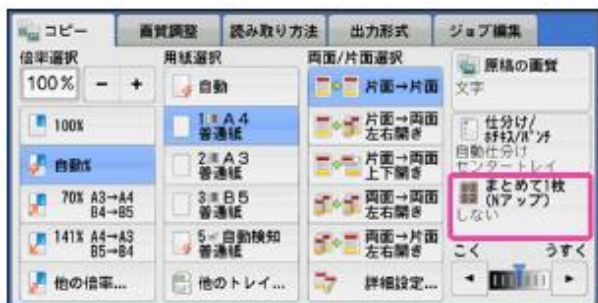 コピー
画質調整
読み取り方法
出力形式
ジョブ編集
倍率選択
100%
-
+
100%
自動%
70% A3→A4
B4→B5
141% A4→A3
B5→B4
他の倍率...
用紙選択
自動
1 A4
普通紙
2 A3
普通紙
3 B5
普通紙
5 自動検知
普通紙
他のトレイ...
両面/片面選択
片面→片面
片面→両面
左右開き
片面→両面
上下開き
両面→両面
左右開き
両面→片面
左右開き
詳細設定...
原稿の画質
文字
仕分け/
ホチキス/パンチ
自動仕分け
センタートレイ
まとめて1枚
(Nアップ)
しない
こく
うすく